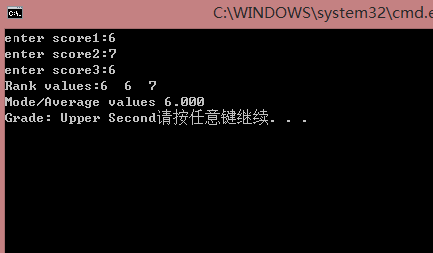 C:\WINDOWS\system32\cmd.e
enter score1:6
enter score2:7
enter score3:6
Rank values:6  6  7
Mode/Average values 6.000
Grade: Upper Second请按任意键继续. . .